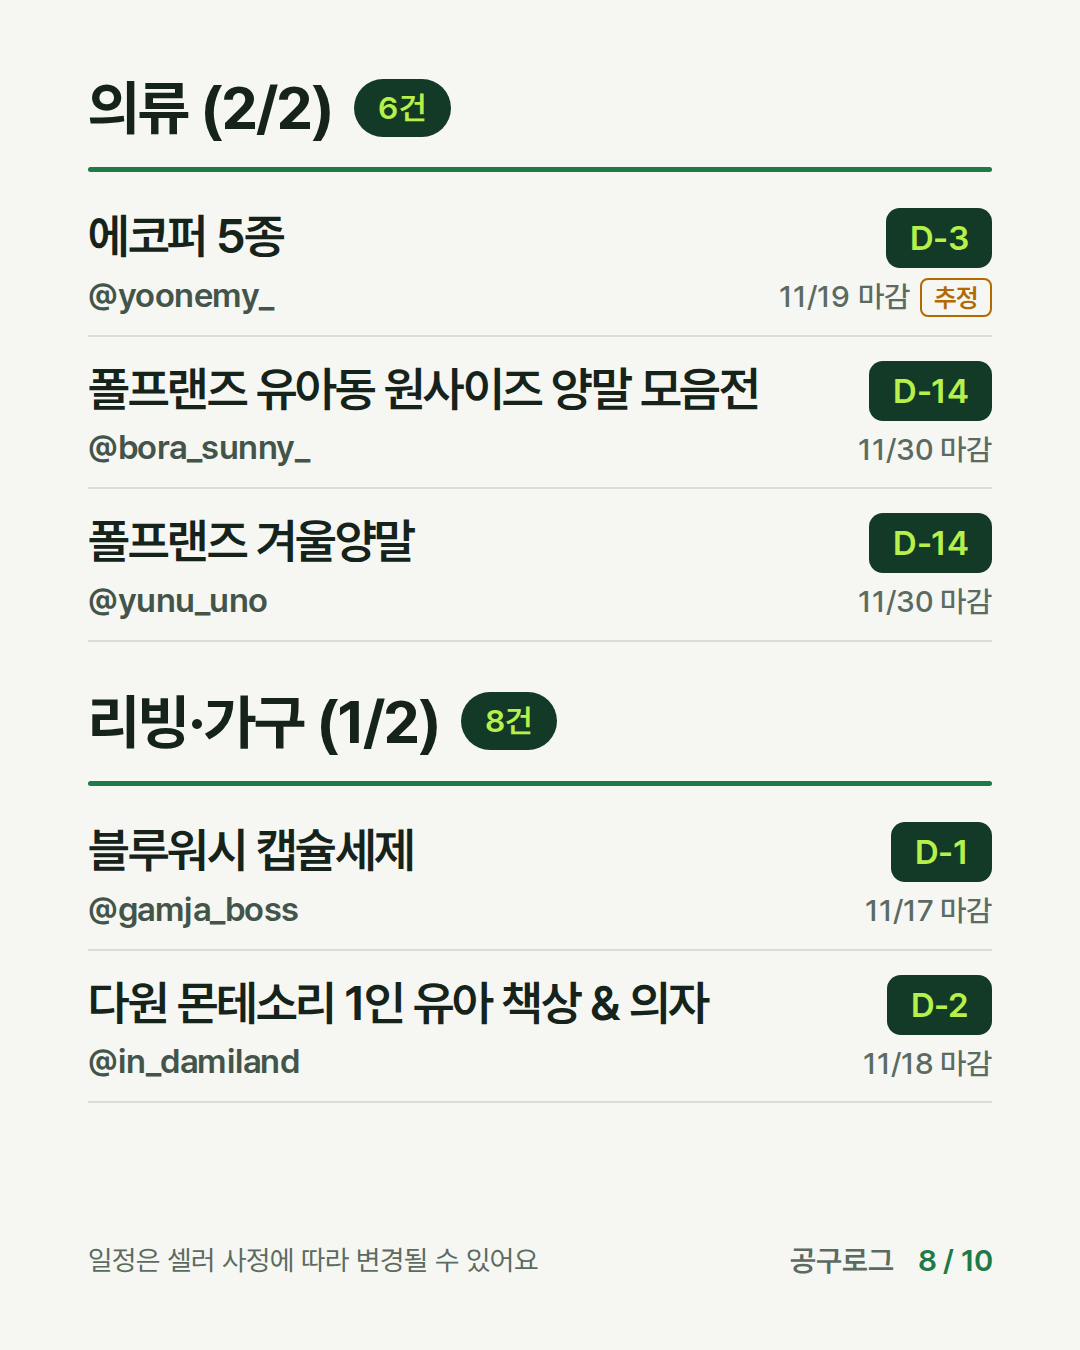 의류 (2/2) 6건
에코퍼 5종 D-3
@yoonemy_ 11/19 마감 추정
폴프랜즈 유아동 원사이즈 양말 모음전 D-14
@bora_sunny_ 11/30 마감
폴프랜즈 겨울양말 D-14
@yunu_uno 11/30 마감
리빙·가구 (1/2) 8건
블루워시 캡슐세제 D-1
@gamja_boss 11/17 마감
다원 몬테소리 1인 유아 책상 & 의자 D-2
@in_damiland 11/18 마감
일정은 셀러 사정에 따라 변경될 수 있어요 공구로그 8 / 10